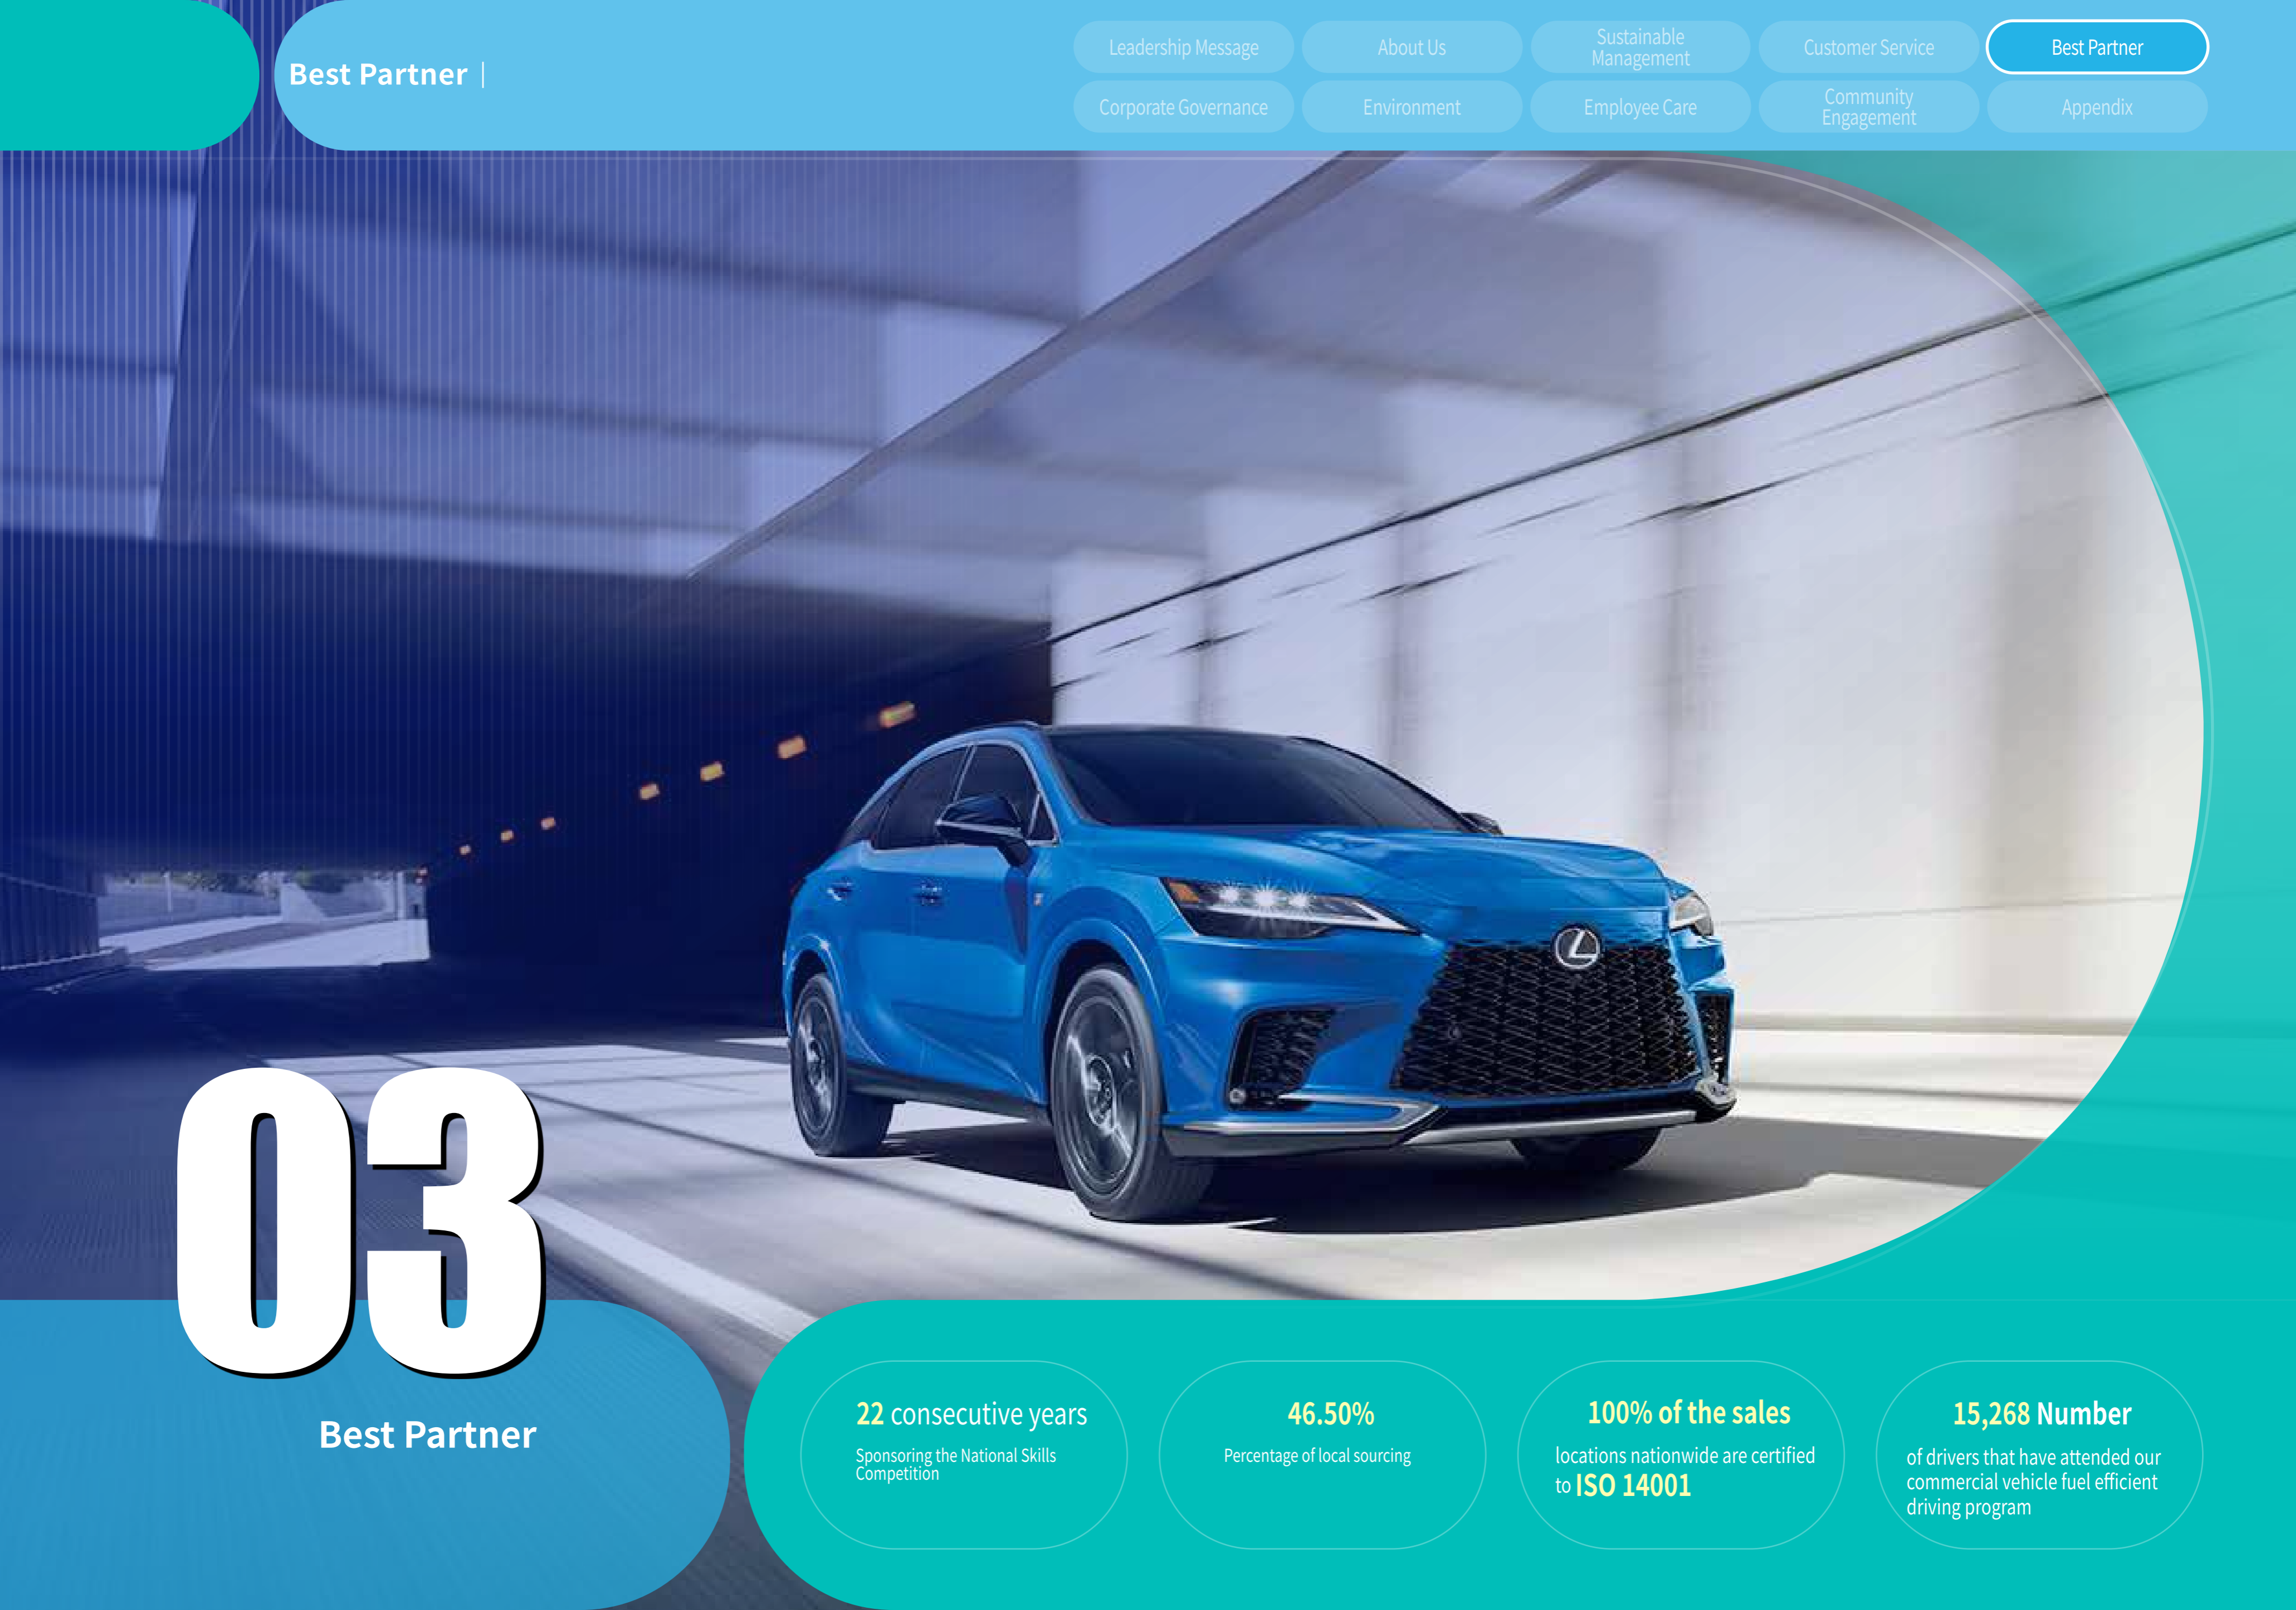 Best Partner
Leadership Message
About Us
Sustainable
Management
Customer Service
Best Partner
Corporate Governance
Environment
Employee Care
Community
Engagement
Appendix
03
Best Partner
22 consecutive years
Sponsoring the National Skills
Competition
46.50%
Percentage of local sourcing
100% of the sales
locations nationwide are certified
to ISO 14001
15,268 Number
of drivers that have attended our
commercial vehicle fuel efficient
driving program